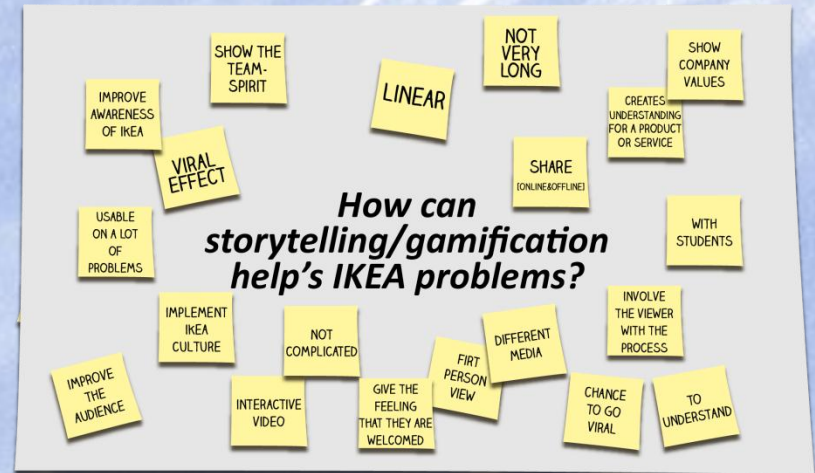 SHOW THE
TEAM-
SPIRIT
NOT
VERY
LONG
SHOW
COMPANY
VALUES
IMPROVE
AWARENESS
OF IKEA
LINEAR
CREATES
UNDERSTANDING
FOR A PRODUCT
OR SERVICE
VIRAL
EFFECT
SHARE
[ONLINE&OFFLINE]
How can
storytelling/gamification
help's IKEA problems?
USABLE
ON A LOT
OF
PROBLEMS
WITH
STUDENTS
IMPLEMENT
IKEA
CULTURE
NOT
COMPLICATED
DIFFERENT
MEDIA
INVOLVE
THE VIEWER
WITH THE
PROCESS
IMPROVE
THE
AUDIENCE
INTERACTIVE
VIDEO
GIVE THE
FEELING
THAT THEY ARE
WELCOMED
FIRT
PERSON
VIEW
CHANCE
TO GO
VIRAL
TO
UNDERSTAND